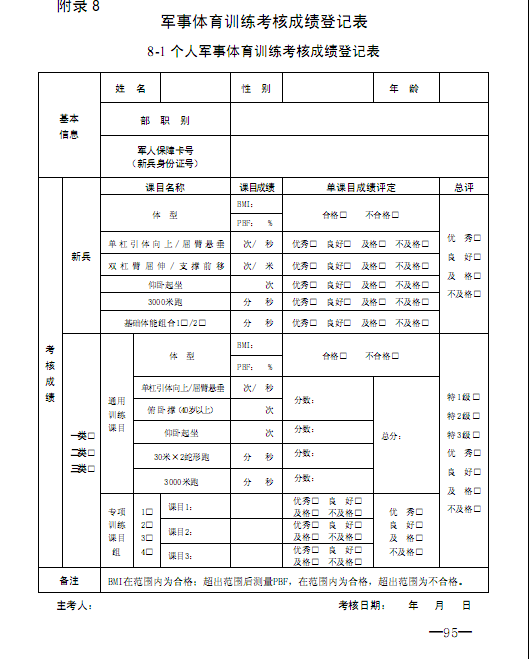 附录 8
军事体育训练考核成绩登记表
8-1 个人军事体育训练考核成绩登记表
基本信息 姓 名 性 别 年 龄
部 职 别
军人保障卡号
（新兵身份证号）
考核成绩
新兵
课目名称 课目成绩 单课目成绩评定 总评
体 型 BMI： 合格□ 不合格□
PBF： %
单杠引体向上/屈臂悬垂 次/ 秒 优秀□ 良好□ 及格□ 不及格□
双杠臂屈伸/支撑前移 次/ 米 优秀□ 良好□ 及格□ 不及格□
仰卧起坐 次 优秀□ 良好□ 及格□ 不及格□
3000米跑 分 秒 优秀□ 良好□ 及格□ 不及格□
基础体能组合1□/2□ 分 秒 优秀□ 良好□ 及格□ 不及格□
优 秀□
良 好□
及 格□
不及格□
一类□
二类□
三类□
通用
训练
课目
体 型 BMI： 合格□ 不合格□
PBF： %
单杠引体向上/屈臂悬垂 次/ 秒 分数：
俯卧撑（40岁以上） 次
仰卧起坐 次 分数：
30米×2蛇形跑 分 秒 分数：
3000米跑 分 秒 分数：
总分：
特1级□
特2级□
特3级□
优 秀□
良 好□
及 格□
不及格□
专项
训练
课目
组
1□
2□
3□
4□
课目1： 优秀□ 良 好□
及格□ 不及格□
课目2： 优秀□ 良 好□
及格□ 不及格□
课目3： 优秀□ 良 好□
及格□ 不及格□
优 秀□
良 好□
及 格□
不及格□
备注 BMI在范围内为合格；超出范围后测量PBF，在范围内为合格，超出范围为不合格。
主考人： 考核日期： 年 月 日
—95—